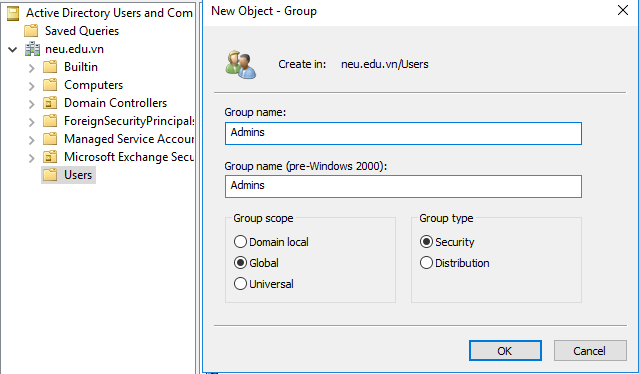 Active Directory Users and Com
Saved Queries
neu.edu.vn
Builtin
Computers
Domain Controllers
ForeignSecurityPrincipals
Managed Service Accou
Microsoft Exchange Secu
Users
New Object - Group
Create in: neu.edu.vn/Users
Group name:
Admins
Group name (pre-Windows 2000):
Admins
Group scope
Domain local
Global
Universal
Group type
Security
Distribution
OK
Cancel